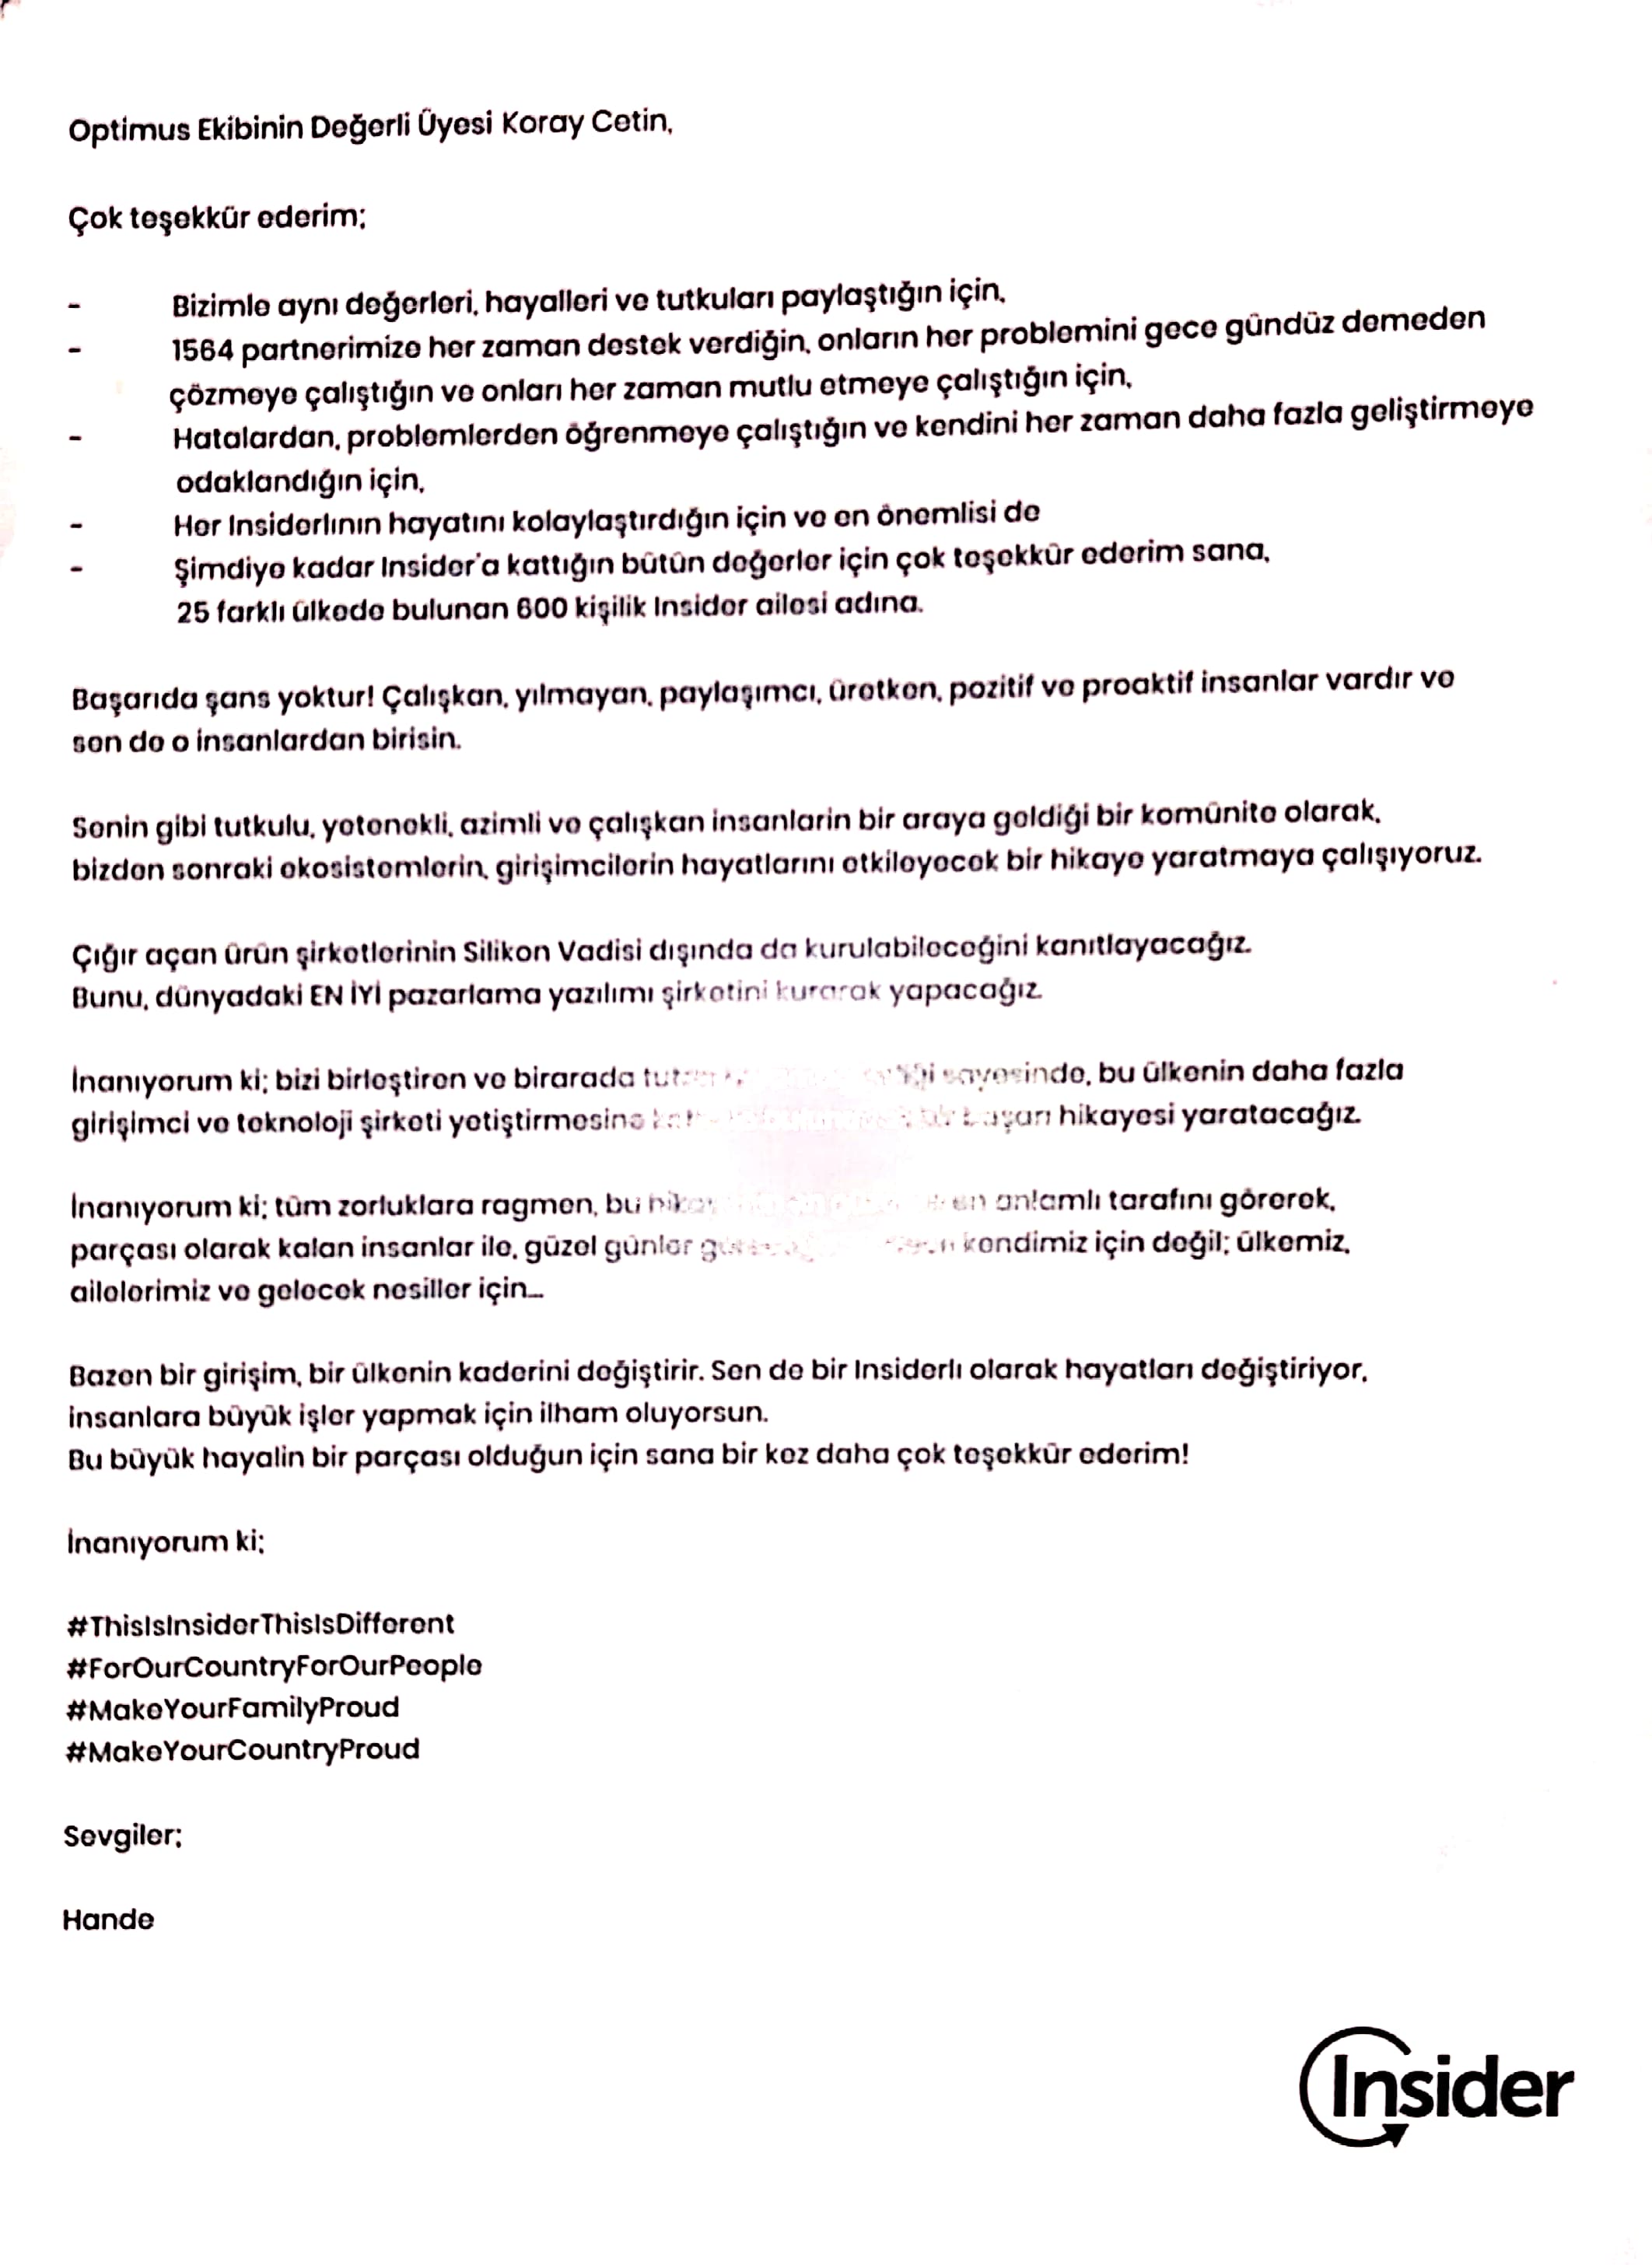 Optimus Ekibinin Değerli Üyesi Koray Cetin,
Çok teşekkür ederim;
- Bizimle aynı değerleri, hayalleri ve tutkuları paylaştığın için,
- 1564 partnerimize her zaman destek verdiğin, onların her problemini gece gündüz demeden
çözmeye çalıştığın ve onları her zaman mutlu etmeye çalıştığın için,
- Hatalardan, problemlerden öğrenmeye çalıştığın ve kendini her zaman daha fazla geliştirmeye
odaklandığın için,
- Her Insiderlının hayatını kolaylaştırdığın için ve en önemlisi de
- Şimdiye kadar Insider'a kattığın bütün değerler için çok teşekkür ederim sana,
25 farklı ülkede bulunan 600 kişilik Insider ailesi adına.
Başarıda şans yoktur! Çalışkan, yılmayan, paylaşımcı, üretken, pozitif ve proaktif insanlar vardır ve
sen de o insanlardan birisin.
Senin gibi tutkulu, yetenekli, azimli ve çalışkan insanlarin bir araya geldiği bir komünite olarak,
bizden sonraki ekosistemlerin, girişimcilerin hayatlarını etkileyecek bir hikaye yaratmaya çalışıyoruz.
Çığır açan ürün şirketlerinin Silikon Vadisi dışında da kurulabileceğini kanıtlayacağız.
Bunu, dünyadaki EN İYİ pazarlama yazılımı şirketini kurarak yapacağız.
İnanıyorum ki; bizi birleştiren ve birarada sayesinde, bu ülkenin daha fazla
girişimci ve teknoloji şirketi yetiştirmesine başarı hikayesi yaratacağız.
İnanıyorum ki; tüm zorluklara ragmen, bu en anlamlı tarafını görerek,
parçası olarak kalan insanlar ile, güzel günler kendimiz için değil; ülkemiz,
ailelerimiz ve gelecek nesiller için...
Bazen bir girişim, bir ülkenin kaderini değiştirir. Sen de bir Insiderlı olarak hayatları değiştiriyor,
insanlara büyük işler yapmak için ilham oluyorsun.
Bu büyük hayalin bir parçası olduğun için sana bir kez daha çok teşekkür ederim!
İnanıyorum ki;
#ThisIsInsiderThisIsDifferent
#ForOurCountryForOurPeople
#MakeYourFamilyProud
#MakeYourCountryProud
Sevgiler;
Hande
Insider